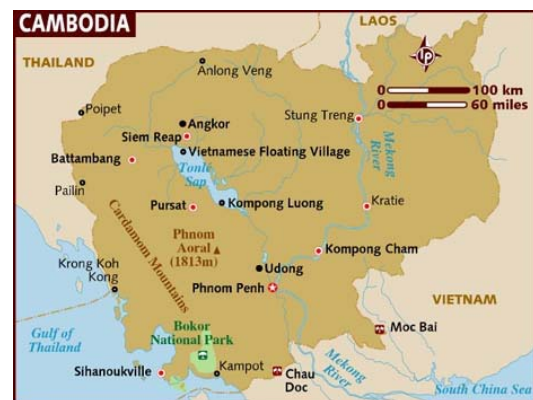 CAMBODIA
LAOS
THAILAND
Anlong Veng
LP
0 100 km
0 60 miles
Poipet
Angkor
Stung Treng
Siem Reap
Vietnamese Floating Village
Battambang
Tonlé
Sap
Mekong
River
Pailin
Pursat
Kompong Luong
Kratie
Cardamom Mountains
Phnom
Aoral
(1813m)
Kompong Cham
Krong Koh
Kong
Udong
Phnom Penh
VIETNAM
Gulf of
Thailand
Bokor
National Park
Moc Bai
Sihanoukville
Kampot
Chau
Doc
Mekong
River
South China Sea